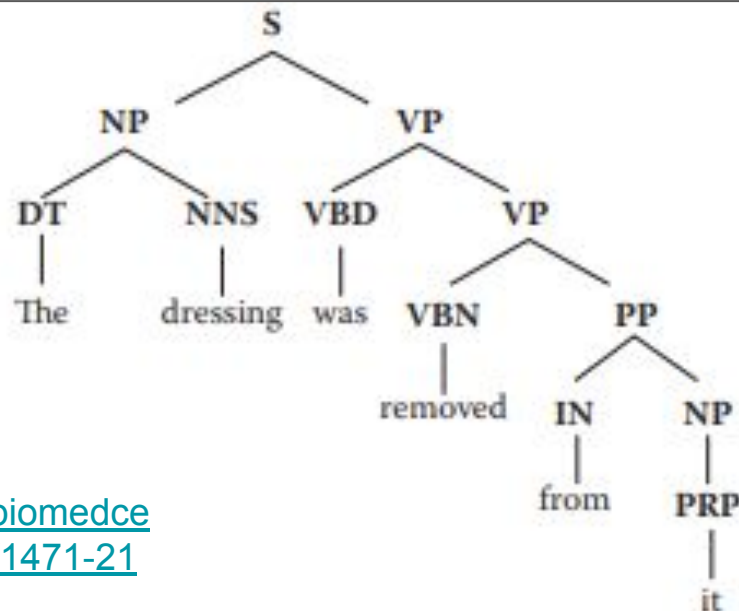 S
NP VP
DT NNS VBD VP
The dressing was VBN PP
removed IN NP
from PRP
it
biomedce
1471-21